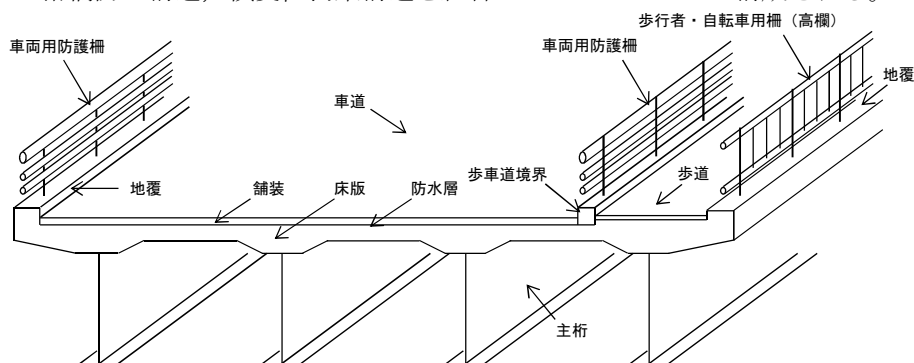 歩行者・自転車用柵（高欄）
車両用防護柵
車両用防護柵
地覆
車道
歩車道境界
歩道
地覆
舗装
床版
防水層
主桁